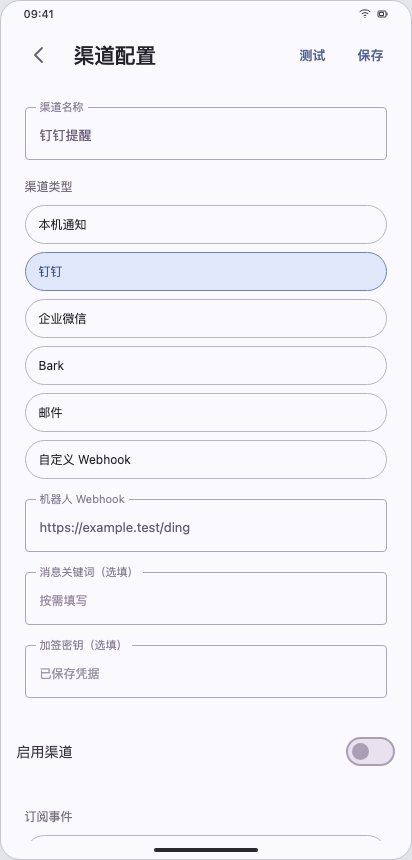 09:41
渠道配置
测试
保存
渠道名称
钉钉提醒
渠道类型
本机通知
钉钉
企业微信
Bark
邮件
自定义 Webhook
机器人 Webhook
https://example.test/ding
消息关键词（选填）
按需填写
加签密钥（选填）
已保存凭据
启用渠道
订阅事件